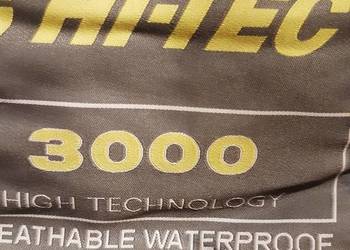 HI-TEC
3000
HIGH TECHNOLOGY
EATHABLE WATERPROOF